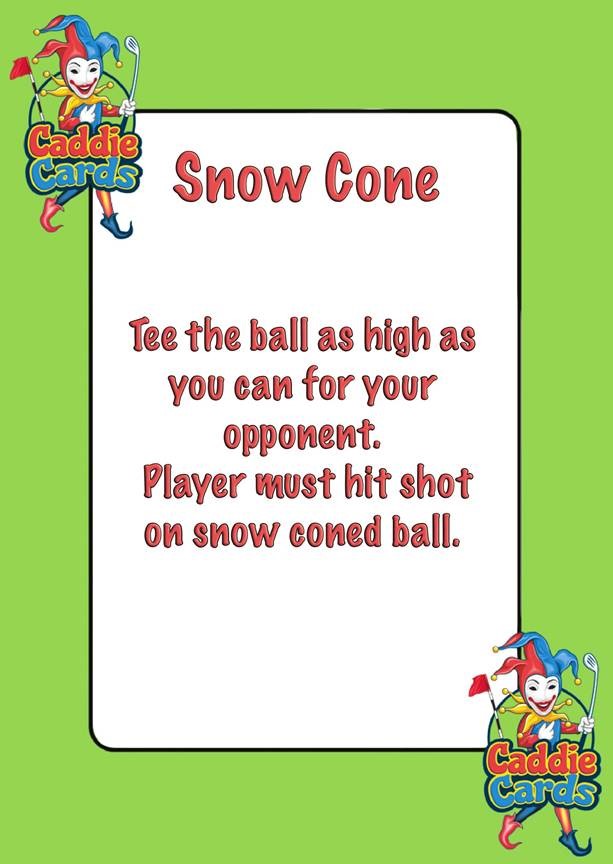 Caddie
Cards
Snow Cone
Tee the ball as high as
you can for your
opponent.
Player must hit shot
on snow coned ball.
Caddie
Cards